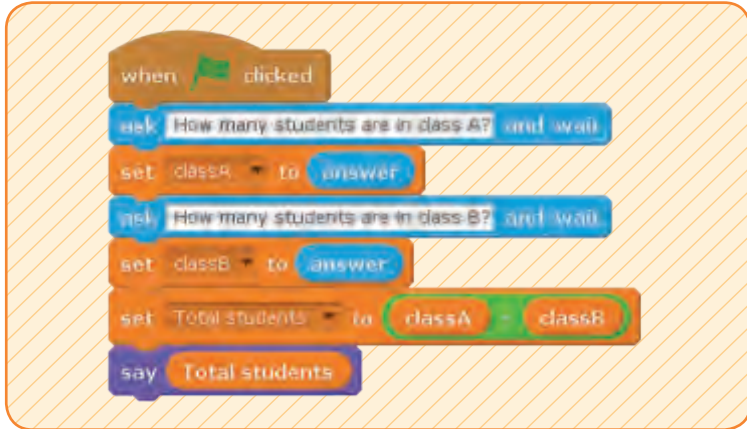 when clicked
ask How many students are in class A? and wait
set classA to answer
ask How many students are in class B? and wait
set classB to answer
set Total students to classA classB
say Total students